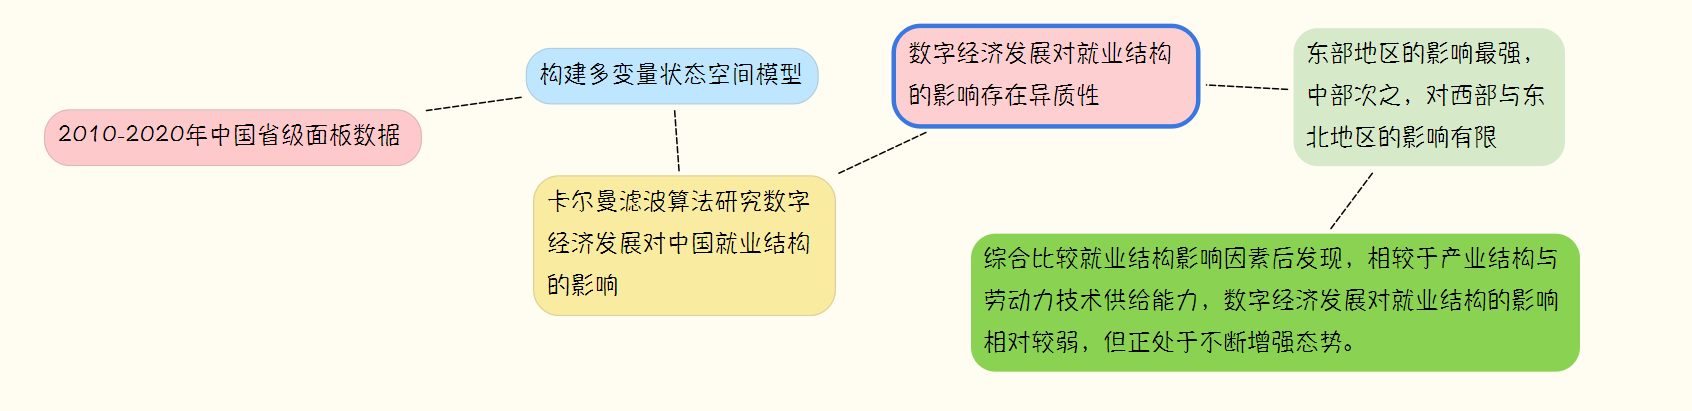 2010-2020年中国省级面板数据
构建多变量状态空间模型
卡尔曼滤波算法研究数字
经济发展对中国就业结构
的影响
数字经济发展对就业结构
的影响存在异质性
东部地区的影响最强，
中部次之，对西部与东
北地区的影响有限
综合比较就业结构影响因素后发现，相较于产业结构与
劳动力技术供给能力，数字经济发展对就业结构的影响
相对较弱，但正处于不断增强态势。